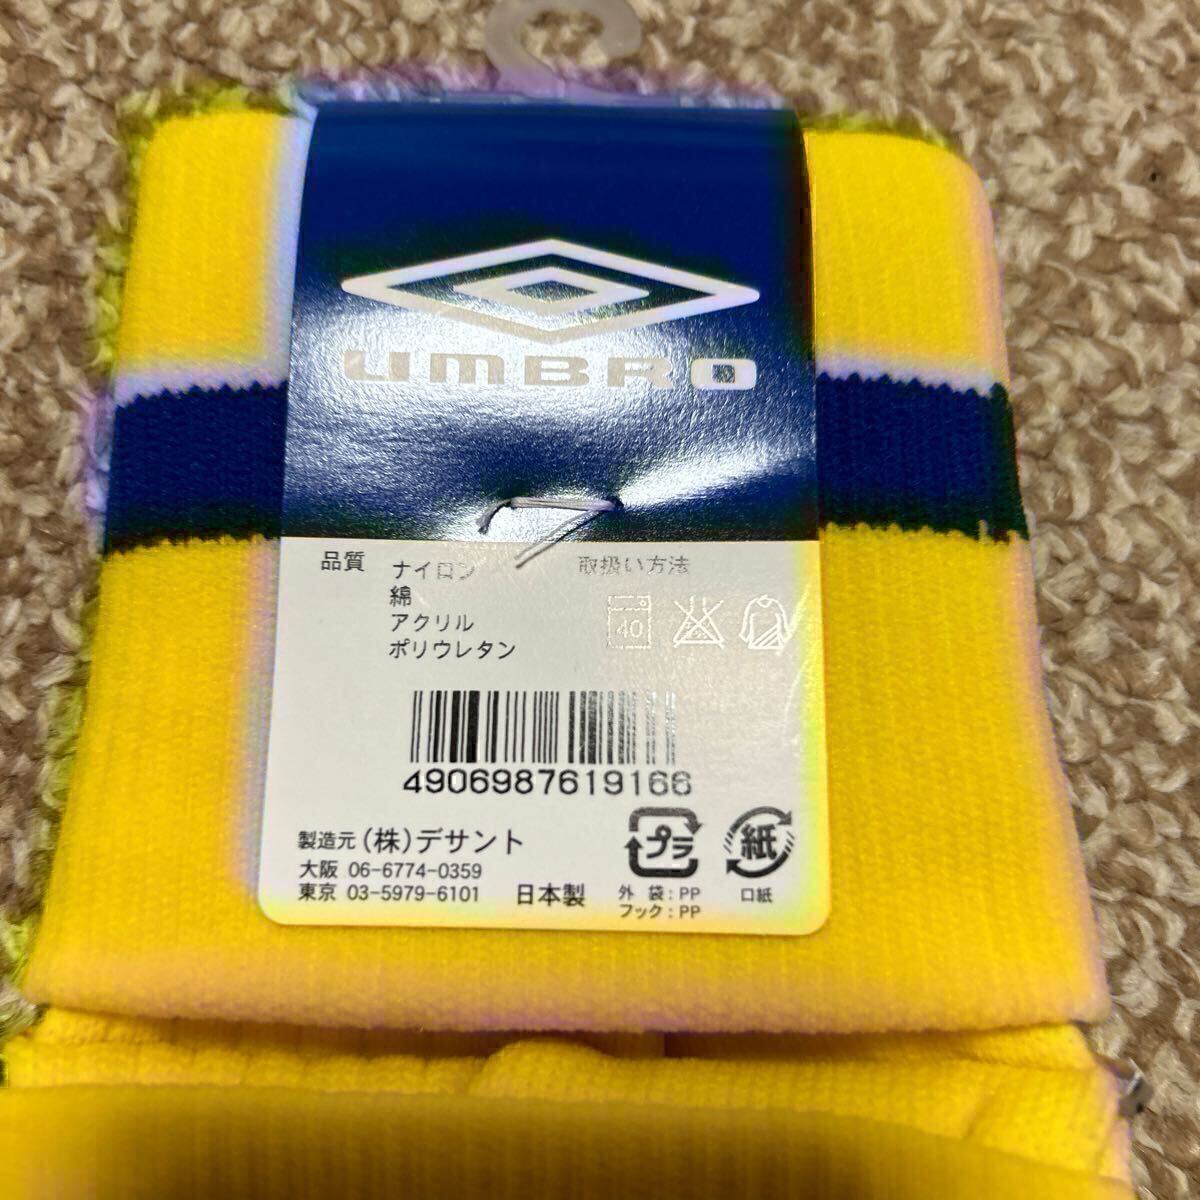 UMBRO
品質 ナイロン 取扱い方法
綿
アクリル
ポリウレタン
40
4906987619166
製造元 (株)デサント
大阪 06-6774-0359
東京 03-5979-6101 日本製
プラ
外 袋:PP
フック:PP
紙
口紙